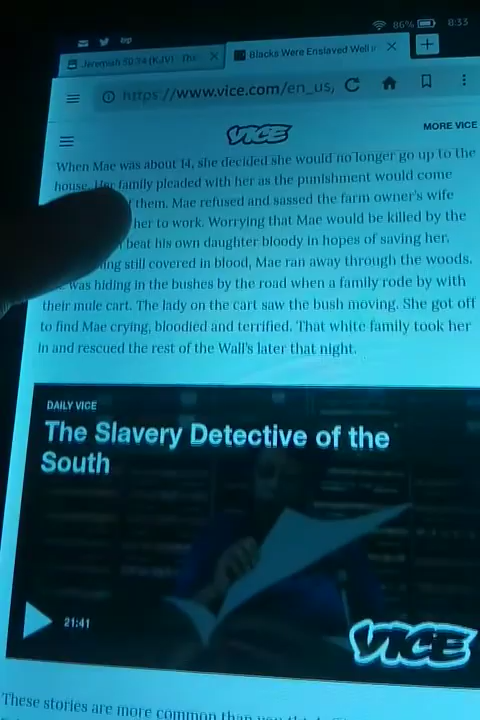 86% 8:33
Jeremiah 50:34 (KJV) - The
Blacks Were Enslaved Well i
https://www.vice.com/en_us,
VICE
MORE VICE
When Mae was about 14, she decided she would no longer go up to the
house. Her family pleaded with her as the punishment would come
them. Mae refused and sassed the farm owner's wife
her to work. Worrying that Mae would be killed by the
beat his own daughter bloody in hopes of saving her.
still covered in blood, Mae ran away through the woods.
was hiding in the bushes by the road when a family rode by with
their mule cart. The lady on the cart saw the bush moving. She got off
to find Mae crying, bloodied and terrified. That white family took her
in and rescued the rest of the Wall's later that night.
DAILY VICE
The Slavery Detective of the
South
21:41
VICE
These stories are more common than you